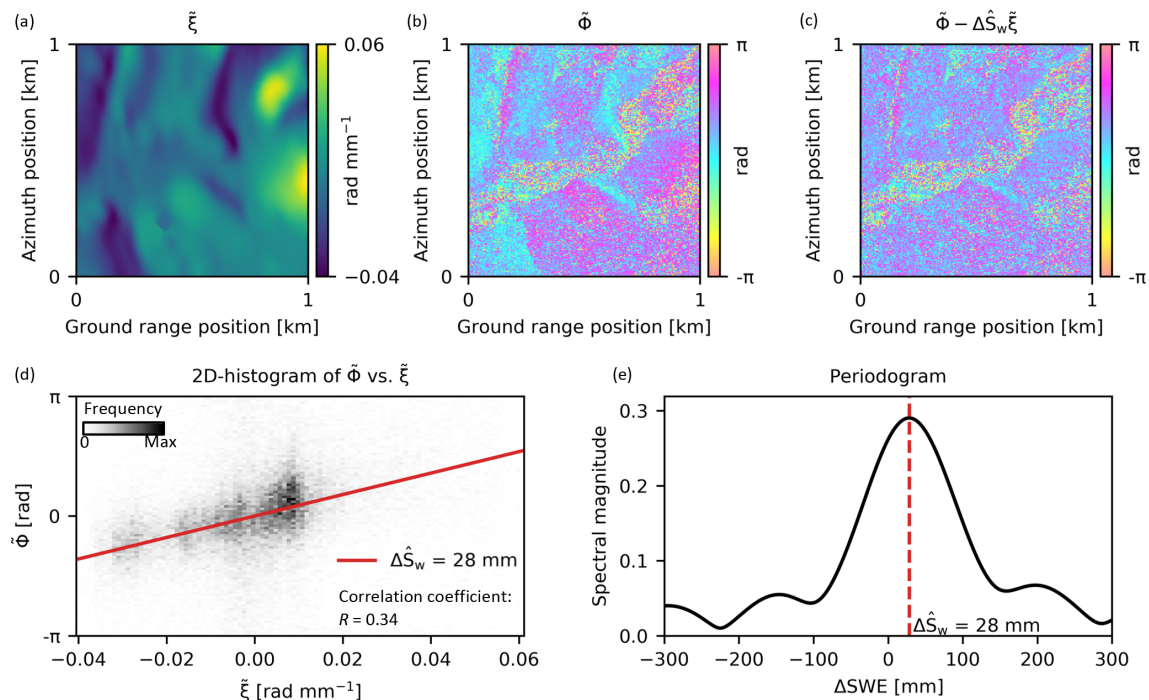 (a)
ξ̃
Azimuth position [km]
1
0
0
1
Ground range position [km]
0.06
rad mm⁻¹
−0.04
(b)
Φ̃
Azimuth position [km]
1
0
0
1
Ground range position [km]
π
rad
-π
(c)
Φ̃ − ΔŜ_wξ̃
Azimuth position [km]
1
0
0
1
Ground range position [km]
π
rad
-π
(d)
2D-histogram of Φ̃ vs. ξ̃
Frequency
0 Max
Φ̃ [rad]
π
0
-π
ΔŜ_w = 28 mm
Correlation coefficient:
R = 0.34
−0.04 −0.02 0.00 0.02 0.04 0.06
ξ̃ [rad mm⁻¹]
(e)
Periodogram
Spectral magnitude
0.3
0.2
0.1
0.0
ΔŜ_w = 28 mm
−300 −200 −100 0 100 200 300
ΔSWE [mm]